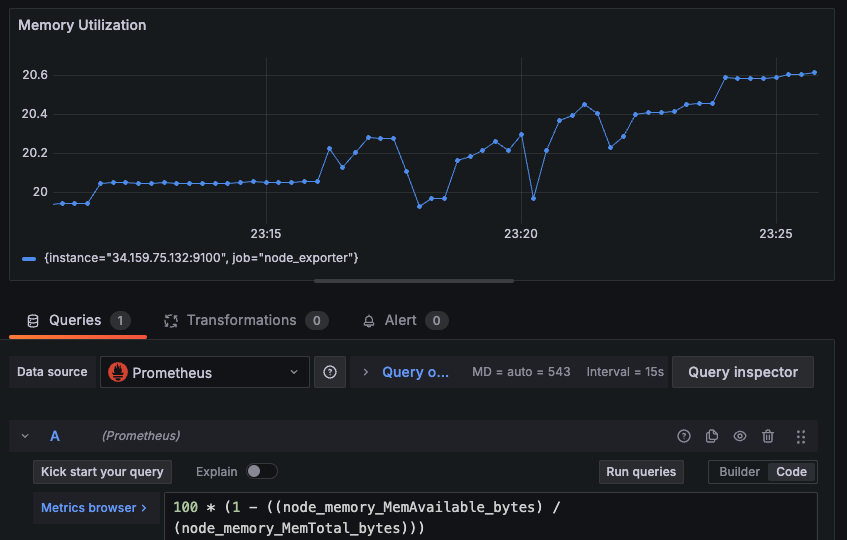 Memory Utilization
20.6
20.4
20.2
20
23:15 23:20 23:25
{instance="34.159.75.132:9100", job="node_exporter"}
Queries 1 Transformations 0 Alert 0
Data source Prometheus Query o... MD = auto = 543 Interval = 15s Query inspector
A (Prometheus)
Kick start your query Explain Run queries Builder Code
Metrics browser > 100 * (1 - ((node_memory_MemAvailable_bytes) /
(node_memory_MemTotal_bytes)))